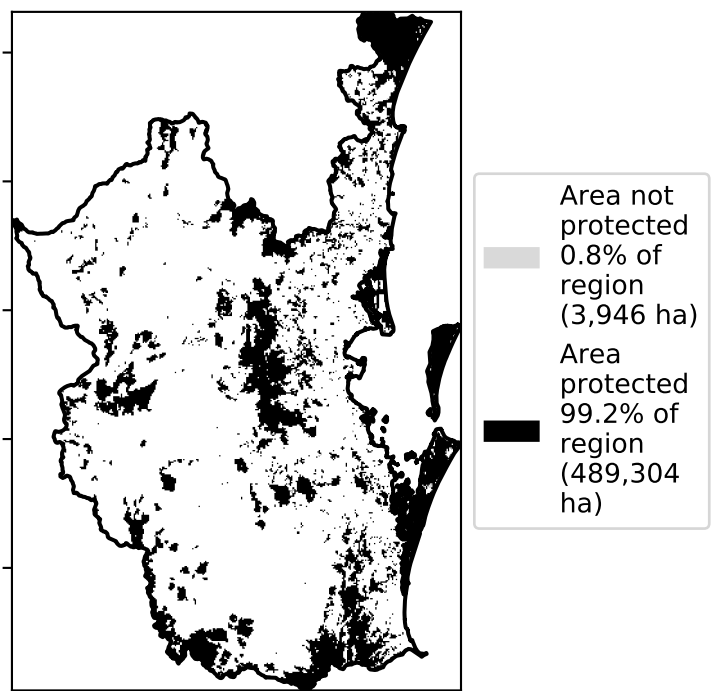 Area not
protected
0.8% of
region
(3,946 ha)
Area
protected
99.2% of
region
(489,304
ha)